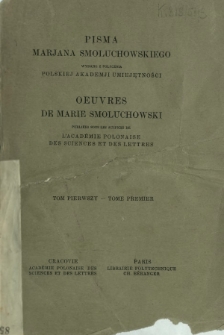 PISMA
MARJANA SMOLUCHOWSKIEGO
POLSKIEJ AKADEMJI UMIEJĘTNOŚCI
OEUVRES
DE MARIE SMOLUCHOWSKI
PUBLIÉES SOUS LES AUSPICES DE
L'ACADÉMIE POLONAISE
DES SCIENCES ET DES LETTRES
TOM PIERWSZY — TOME PREMIER
CRACOVIE
ACADÉMIE POLONAISE DES
SCIENCES ET DES LETTRES
PARIS
LIBRAIRIE POLYTECHNIQUE
CH. BÉRANGER